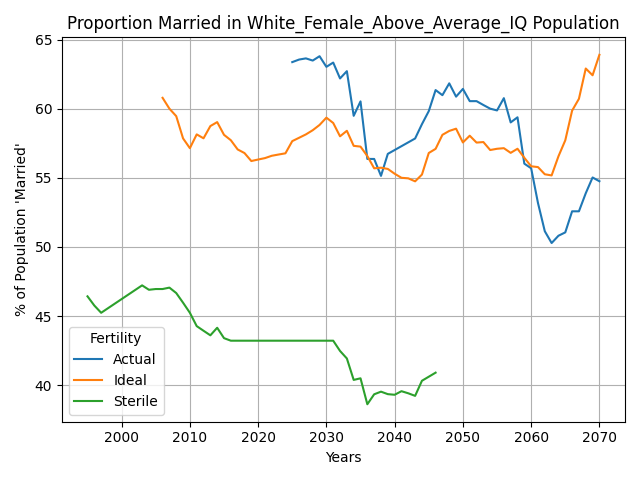 Proportion Married in White_Female_Above_Average_IQ Population
% of Population 'Married'
65
60
55
50
45
40
Fertility
Actual
Ideal
Sterile
2000 2010 2020 2030 2040 2050 2060 2070
Years